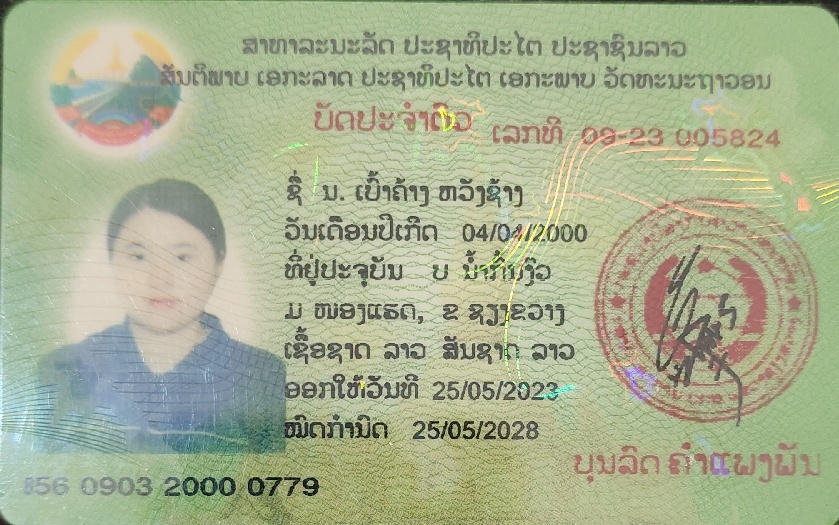 ສາທາລະນະລັດ ປະຊາທິປະໄຕ ປະຊາຊົນລາວ
ສັນຕິພາບ ເອກະລາດ ປະຊາທິປະໄຕ ເອກະພາບ ວັດທະນະຖາວອນ
ບັດປະຈຳຕົວ ເລກທີ 09-23 005824
ຊື່ ນ. ເບົ້າຄ້າງ ຫວັງຊ້າງ
ວັນເດືອນປີເກີດ 04/04/2000
ທີ່ຢູ່ປະຈຸບັນ ບ ນ້ຳກົ້ນງົວ
ມ ໜອງແຮດ, ຂ ຊຽງຂວາງ
ເຊື້ອຊາດ ລາວ ສັນຊາດ ລາວ
ອອກໃຫ້ວັນທີ 25/05/2023
ໝົດກຳນົດ 25/05/2028
ບຸນລົດ ຄຳແພງພັນ
856 0903 2000 0779